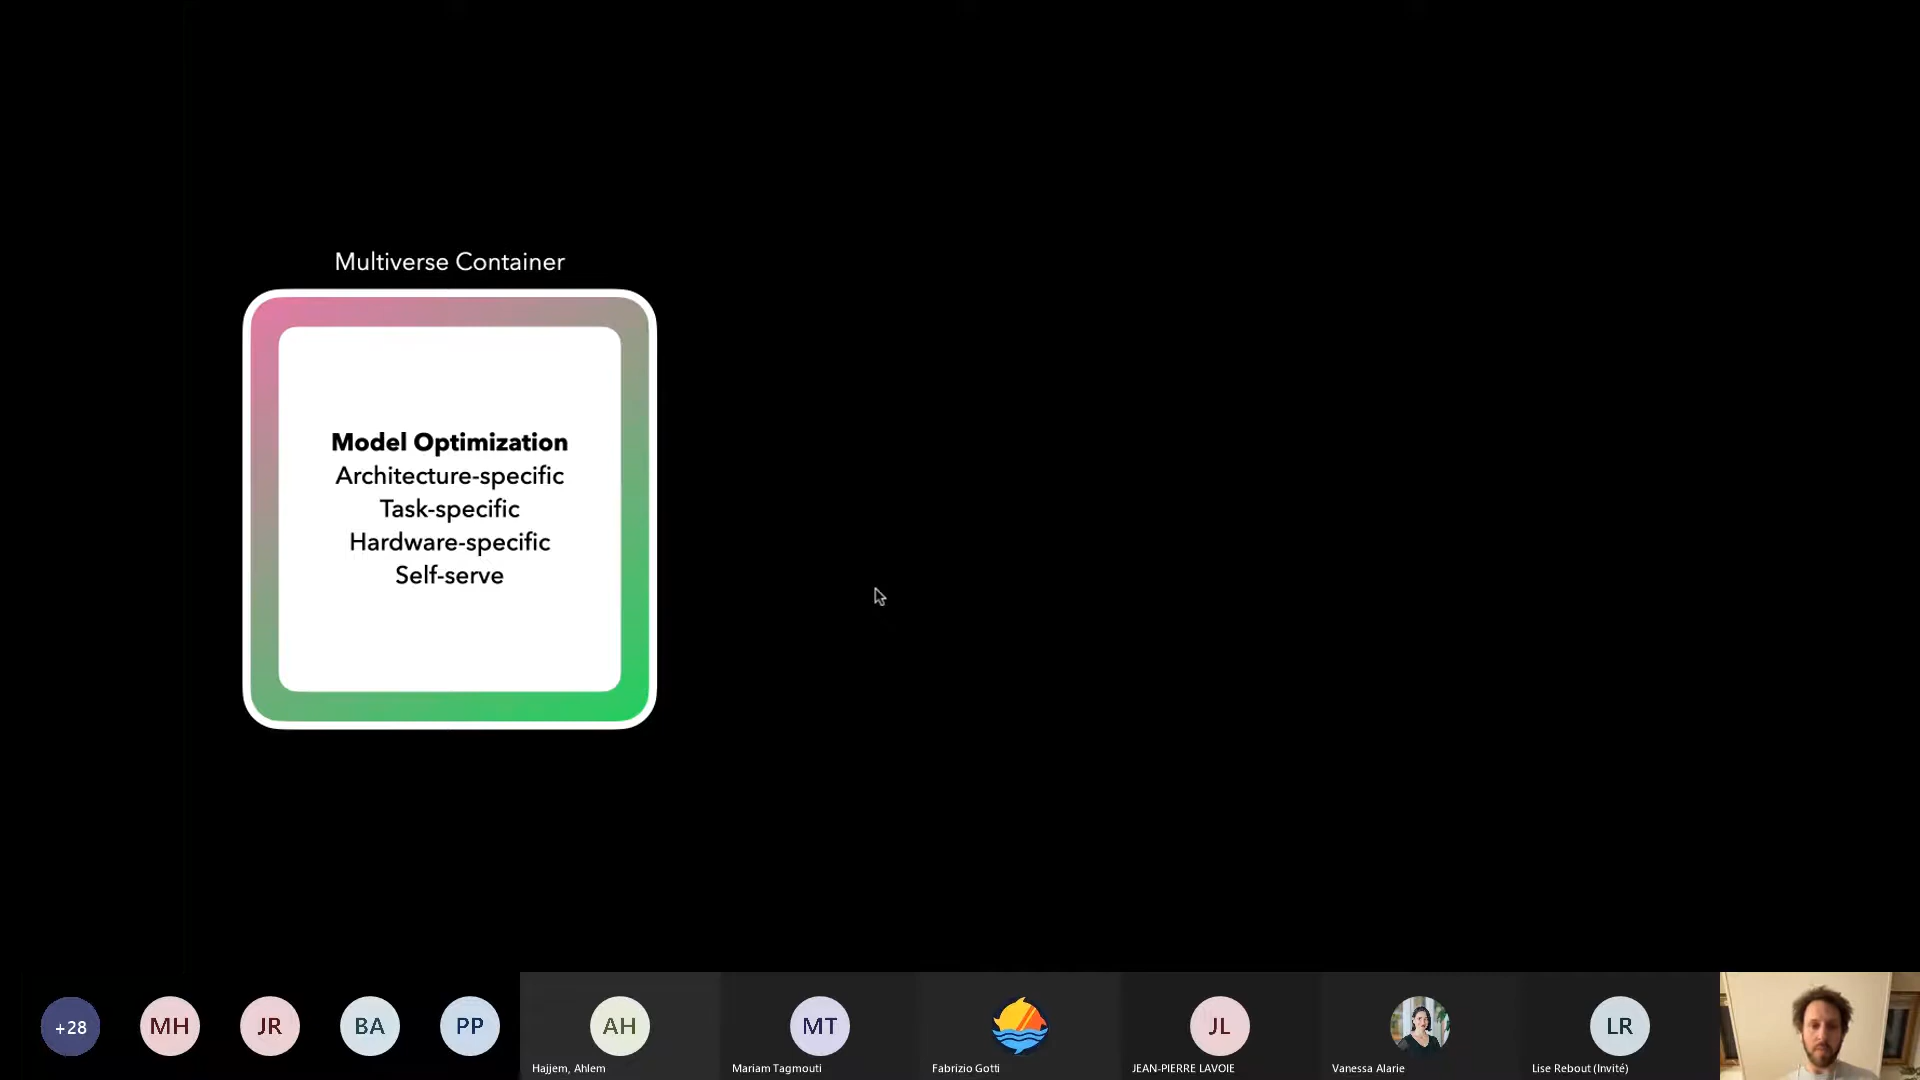 Multiverse Container
Model Optimization
Architecture-specific
Task-specific
Hardware-specific
Self-serve
+28
MH
JR
BA
PP
AH
MT
JL
LR
Hajjem, Ahlem
Mariam Tagmouti
Fabrizio Gotti
JEAN-PIERRE LAVOIE
Vanessa Alarie
Lise Rebout (Invité)